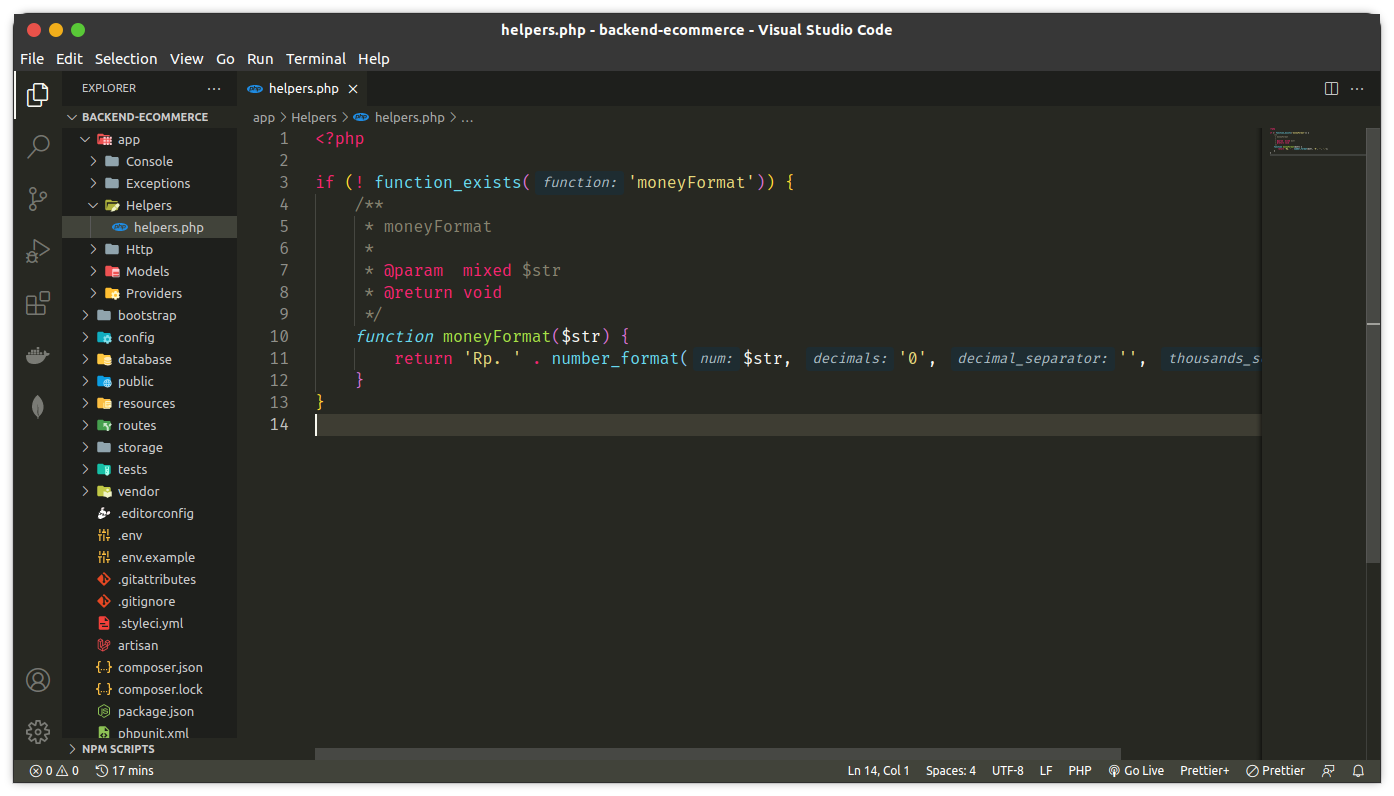 helpers.php - backend-ecommerce - Visual Studio Code
File Edit Selection View Go Run Terminal Help
EXPLORER ...
php helpers.php
BACKEND-ECOMMERCE
app > Helpers > php helpers.php > ...
app
Console
Exceptions
Helpers
php helpers.php
Http
Models
Providers
bootstrap
config
database
public
resources
routes
storage
tests
vendor
.editorconfig
.env
.env.example
.gitattributes
.gitignore
.styleci.yml
artisan
composer.json
composer.lock
package.json
phpunit.xml
NPM SCRIPTS
1 <?php
2
3 if (! function_exists( function: 'moneyFormat')) {
4 /**
5 * moneyFormat
6 *
7 * @param  mixed $str
8 * @return void
9 */
10 function moneyFormat($str) {
11 return 'Rp. ' . number_format( num: $str, decimals: '0', decimal_separator: '', thousands_s
12 }
13 }
14
0 0 17 mins Ln 14, Col 1 Spaces: 4 UTF-8 LF PHP Go Live Prettier+ Prettier